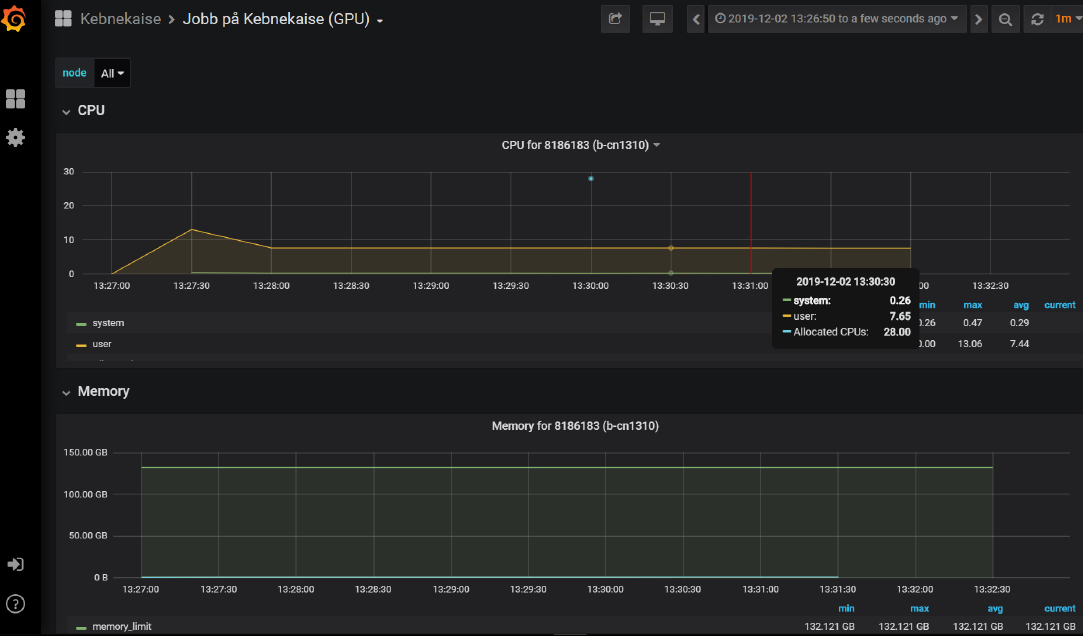 Kebnekaise > Jobb på Kebnekaise (GPU)
2019-12-02 13:26:50 to a few seconds ago
1m
node All
CPU
CPU for 8186183 (b-cn1310)
30
20
10
0
13:27:00 13:27:30 13:28:00 13:28:30 13:29:00 13:29:30 13:30:00 13:30:30 13:31:00 00 13:32:30
2019-12-02 13:30:30
system: 0.26
user: 7.65
Allocated CPUs: 28.00
min max avg current
system 0.26 0.47 0.29
user 0.00 13.06 7.44
Memory
Memory for 8186183 (b-cn1310)
150.00 GB
100.00 GB
50.00 GB
0 B
13:27:00 13:27:30 13:28:00 13:28:30 13:29:00 13:29:30 13:30:00 13:30:30 13:31:00 13:31:30 13:32:00 13:32:30
min max avg current
memory_limit 132.121 GB 132.121 GB 132.121 GB 132.121 GB